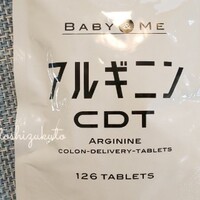 BABY & ME
アルギニン
CDT
ARGININE
COLON-DELIVERY-TABLETS
126 TABLETS